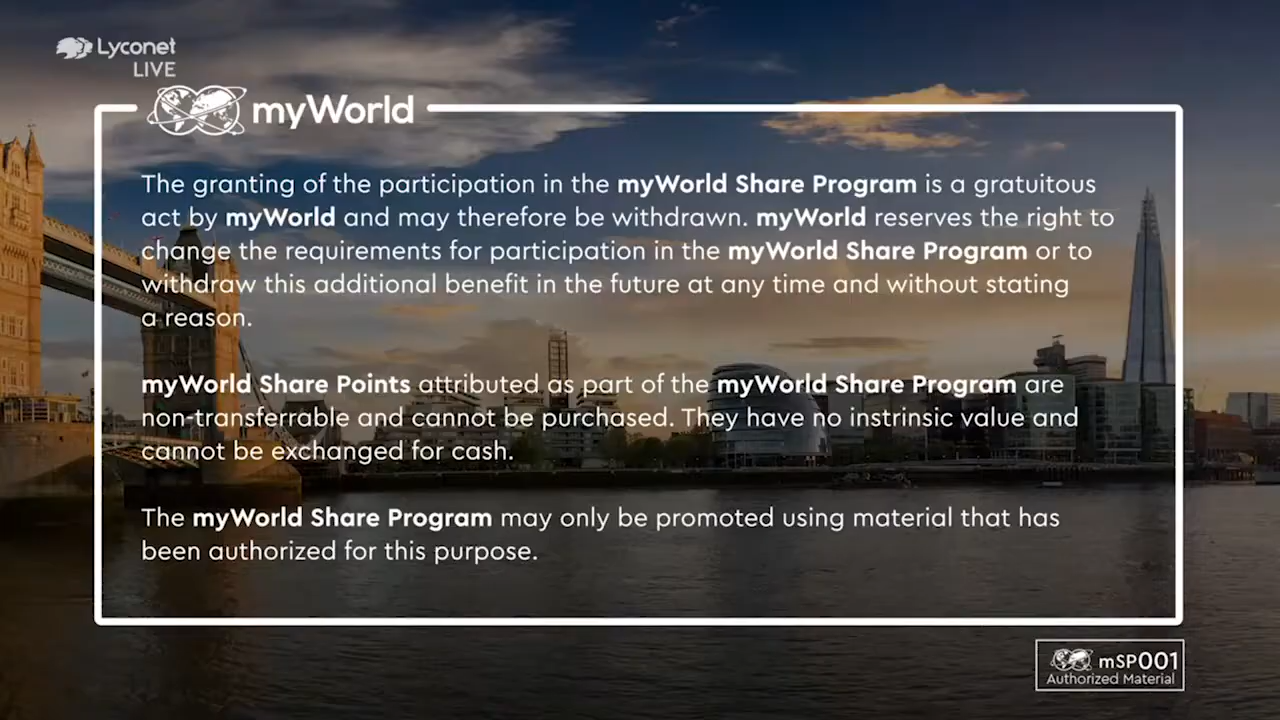 Lyconet
LIVE
myWorld
The granting of the participation in the myWorld Share Program is a gratuitous
act by myWorld and may therefore be withdrawn. myWorld reserves the right to
change the requirements for participation in the myWorld Share Program or to
withdraw this additional benefit in the future at any time and without stating
a reason.
myWorld Share Points attributed as part of the myWorld Share Program are
non-transferrable and cannot be purchased. They have no instrinsic value and
cannot be exchanged for cash.
The myWorld Share Program may only be promoted using material that has
been authorized for this purpose.
mSP001
Authorized Material